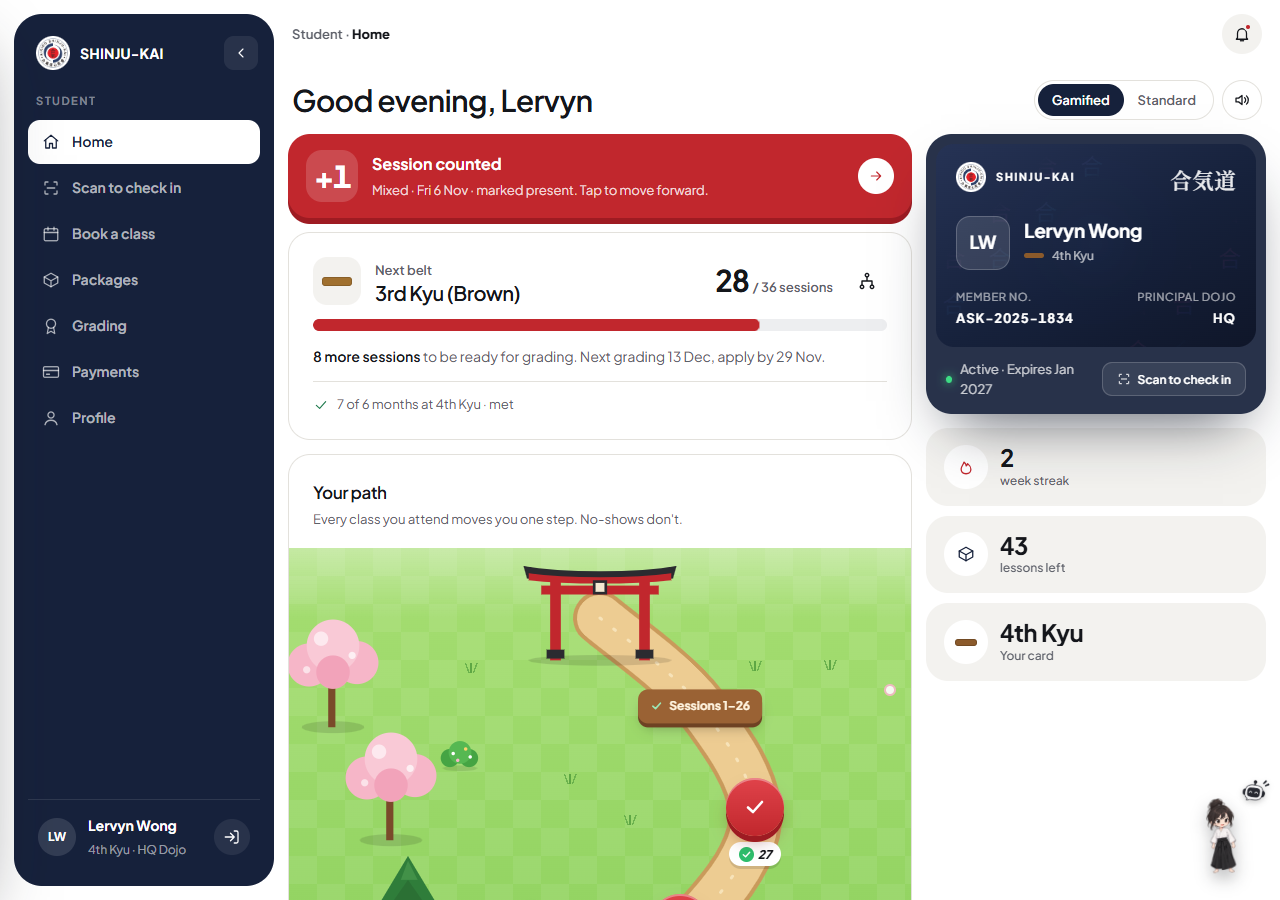 SHINJU-KAI
STUDENT
Home
Scan to check in
Book a class
Packages
Grading
Payments
Profile
LW
Lervyn Wong
4th Kyu · HQ Dojo
Student · Home
Good evening, Lervyn
Gamified
Standard
+1
Session counted
Mixed · Fri 6 Nov · marked present. Tap to move forward.
Next belt
3rd Kyu (Brown)
28 / 36 sessions
8 more sessions to be ready for grading. Next grading 13 Dec, apply by 29 Nov.
7 of 6 months at 4th Kyu · met
Your path
Every class you attend moves you one step. No-shows don't.
Sessions 1–26
27
SHINJU-KAI
合気道
LW
Lervyn Wong
4th Kyu
MEMBER NO.
PRINCIPAL DOJO
ASK-2025-1834
HQ
Active · Expires Jan
2027
Scan to check in
2
week streak
43
lessons left
4th Kyu
Your card